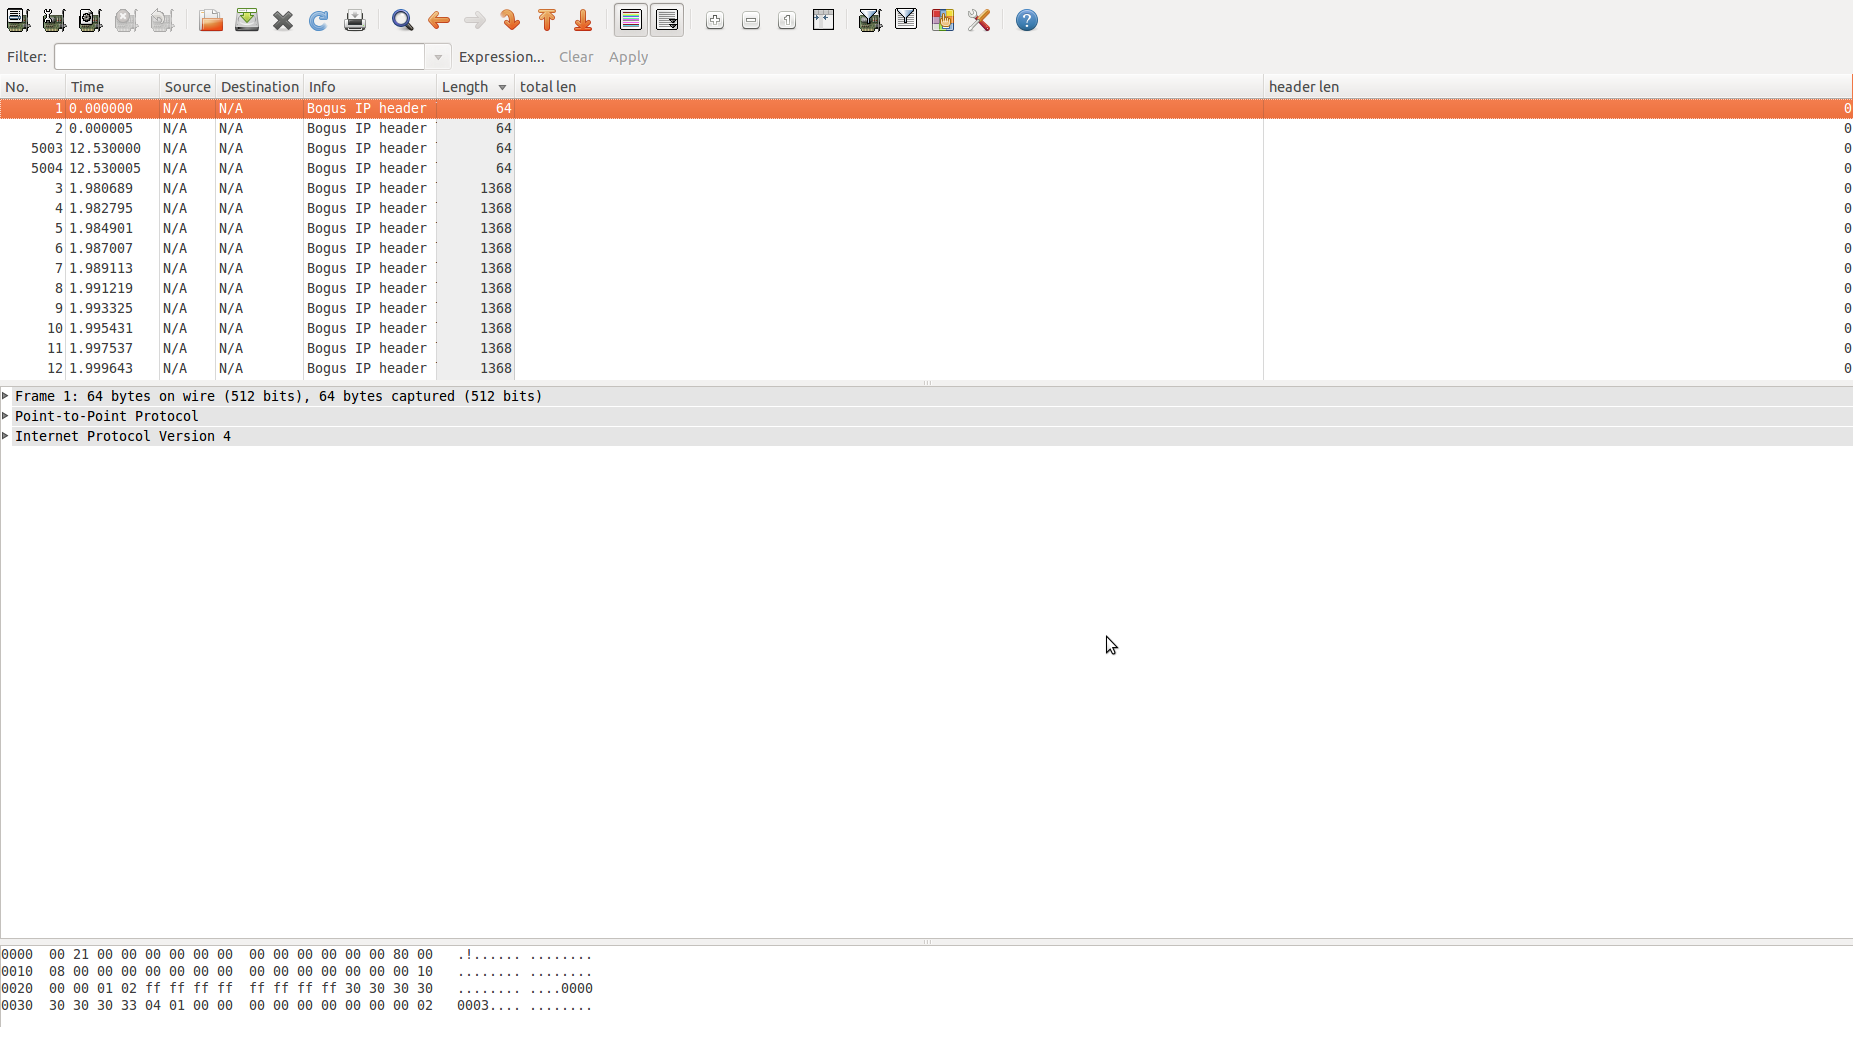 Filter: Expression... Clear Apply
No. Time Source Destination Info Length total len header len
1 0.000000 N/A N/A Bogus IP header 64 0
2 0.000005 N/A N/A Bogus IP header 64 0
5003 12.530000 N/A N/A Bogus IP header 64 0
5004 12.530005 N/A N/A Bogus IP header 64 0
3 1.980689 N/A N/A Bogus IP header 1368 0
4 1.982795 N/A N/A Bogus IP header 1368 0
5 1.984901 N/A N/A Bogus IP header 1368 0
6 1.987007 N/A N/A Bogus IP header 1368 0
7 1.989113 N/A N/A Bogus IP header 1368 0
8 1.991219 N/A N/A Bogus IP header 1368 0
9 1.993325 N/A N/A Bogus IP header 1368 0
10 1.995431 N/A N/A Bogus IP header 1368 0
11 1.997537 N/A N/A Bogus IP header 1368 0
12 1.999643 N/A N/A Bogus IP header 1368 0
Frame 1: 64 bytes on wire (512 bits), 64 bytes captured (512 bits)
Point-to-Point Protocol
Internet Protocol Version 4
0000 00 21 00 00 00 00 00 00 00 00 00 00 00 00 80 00 .!...... ........
0010 08 00 00 00 00 00 00 00 00 00 00 00 00 00 00 10 ........ ........
0020 00 00 01 02 ff ff ff ff ff ff ff ff 30 30 30 30 ........ ....0000
0030 30 30 30 33 04 01 00 00 00 00 00 00 00 00 00 02 0003.... ........